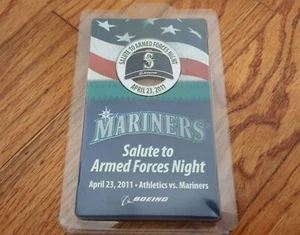 SALUTE TO ARMED FORCES NIGHT
S
APRIL 23, 2011
MARINERS
Salute to
Armed Forces Night
April 23, 2011 • Athletics vs. Mariners
BOEING